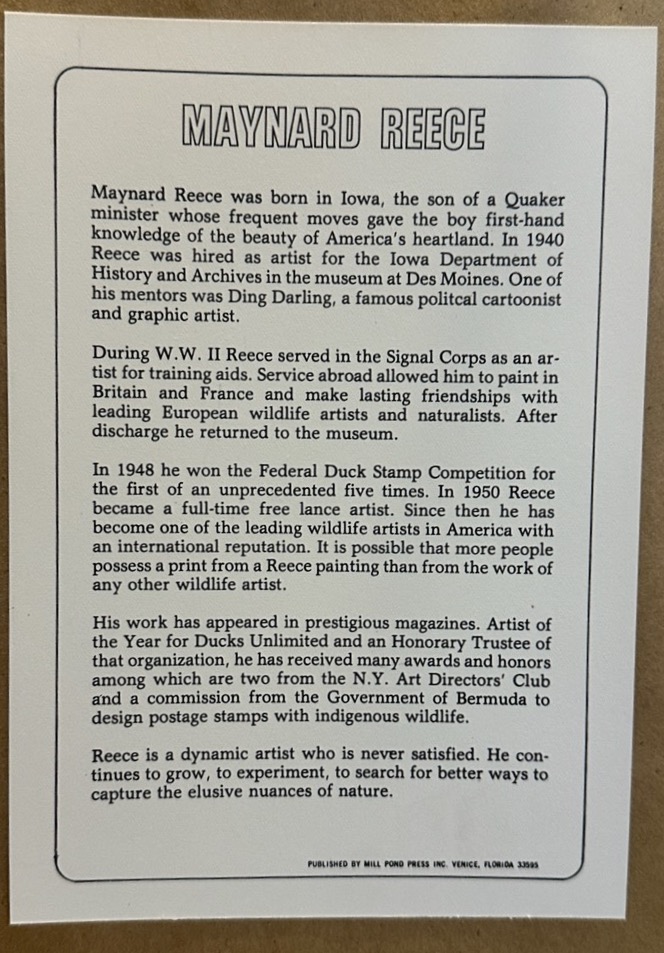 MAYNARD REECE
Maynard Reece was born in Iowa, the son of a Quaker
minister whose frequent moves gave the boy first-hand
knowledge of the beauty of America's heartland. In 1940
Reece was hired as artist for the Iowa Department of
History and Archives in the museum at Des Moines. One of
his mentors was Ding Darling, a famous politcal cartoonist
and graphic artist.
During W.W. II Reece served in the Signal Corps as an ar-
tist for training aids. Service abroad allowed him to paint in
Britain and France and make lasting friendships with
leading European wildlife artists and naturalists. After
discharge he returned to the museum.
In 1948 he won the Federal Duck Stamp Competition for
the first of an unprecedented five times. In 1950 Reece
became a full-time free lance artist. Since then he has
become one of the leading wildlife artists in America with
an international reputation. It is possible that more people
possess a print from a Reece painting than from the work of
any other wildlife artist.
His work has appeared in prestigious magazines. Artist of
the Year for Ducks Unlimited and an Honorary Trustee of
that organization, he has received many awards and honors
among which are two from the N.Y. Art Directors' Club
and a commission from the Government of Bermuda to
design postage stamps with indigenous wildlife.
Reece is a dynamic artist who is never satisfied. He con-
tinues to grow, to experiment, to search for better ways to
capture the elusive nuances of nature.
PUBLISHED BY MILL POND PRESS INC. VENICE, FLORIDA 33595